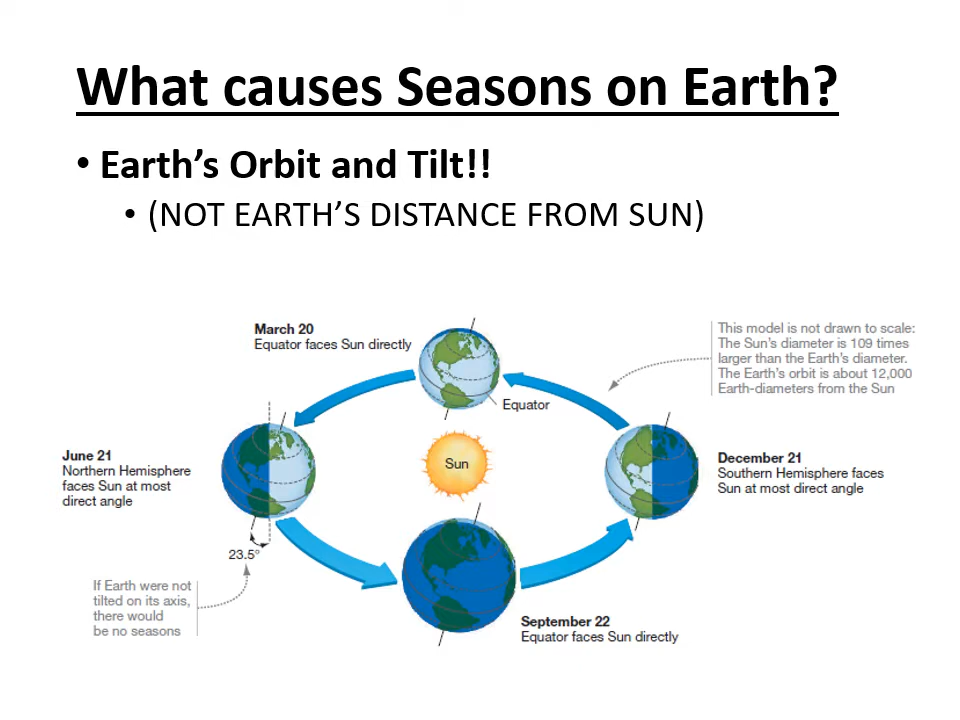 What causes Seasons on Earth?
• Earth’s Orbit and Tilt!!
• (NOT EARTH’S DISTANCE FROM SUN)
March 20
Equator faces Sun directly
This model is not drawn to scale:
The Sun’s diameter is 109 times
larger than the Earth’s diameter.
The Earth’s orbit is about 12,000
Earth-diameters from the Sun
Equator
June 21
Northern Hemisphere
faces Sun at most
direct angle
Sun
December 21
Southern Hemisphere faces
Sun at most direct angle
23.5°
If Earth were not
tilted on its axis,
there would
be no seasons
September 22
Equator faces Sun directly